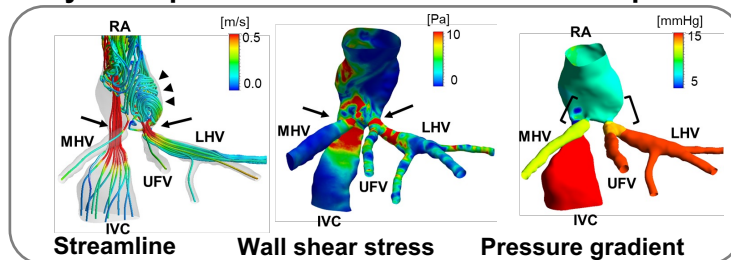 [m/s]
RA
0.5
0.0
MHV
LHV
UFV
IVC
Streamline
[Pa]
10
0
MHV
LHV
UFV
IVC
Wall shear stress
[mmHg]
RA
15
5
MHV
LHV
UFV
IVC
Pressure gradient